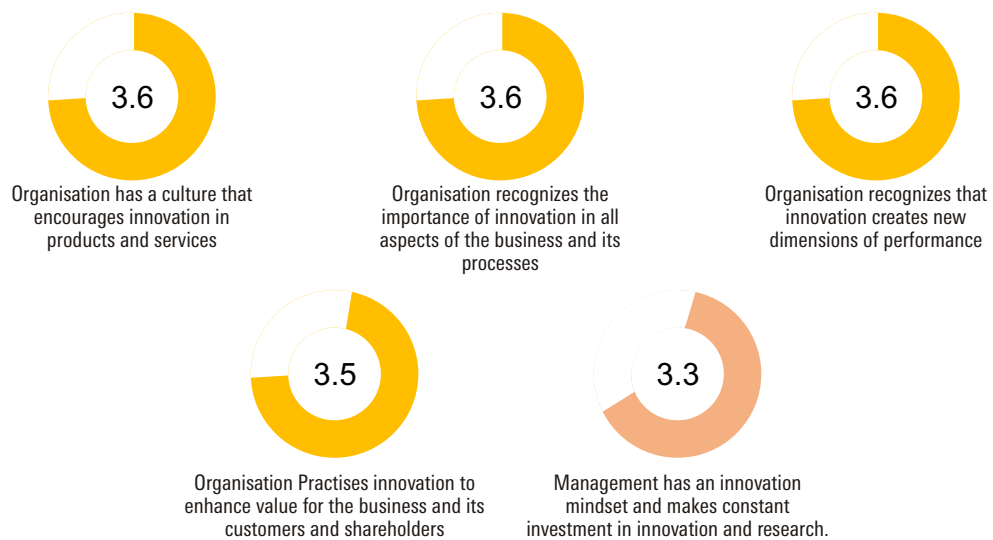 3.6
Organisation has a culture that
encourages innovation in
products and services
3.6
Organisation recognizes the
importance of innovation in all
aspects of the business and its
processes
3.6
Organisation recognizes that
innovation creates new
dimensions of performance
3.5
Organisation Practises innovation to
enhance value for the business and its
customers and shareholders
3.3
Management has an innovation
mindset and makes constant
investment in innovation and research.